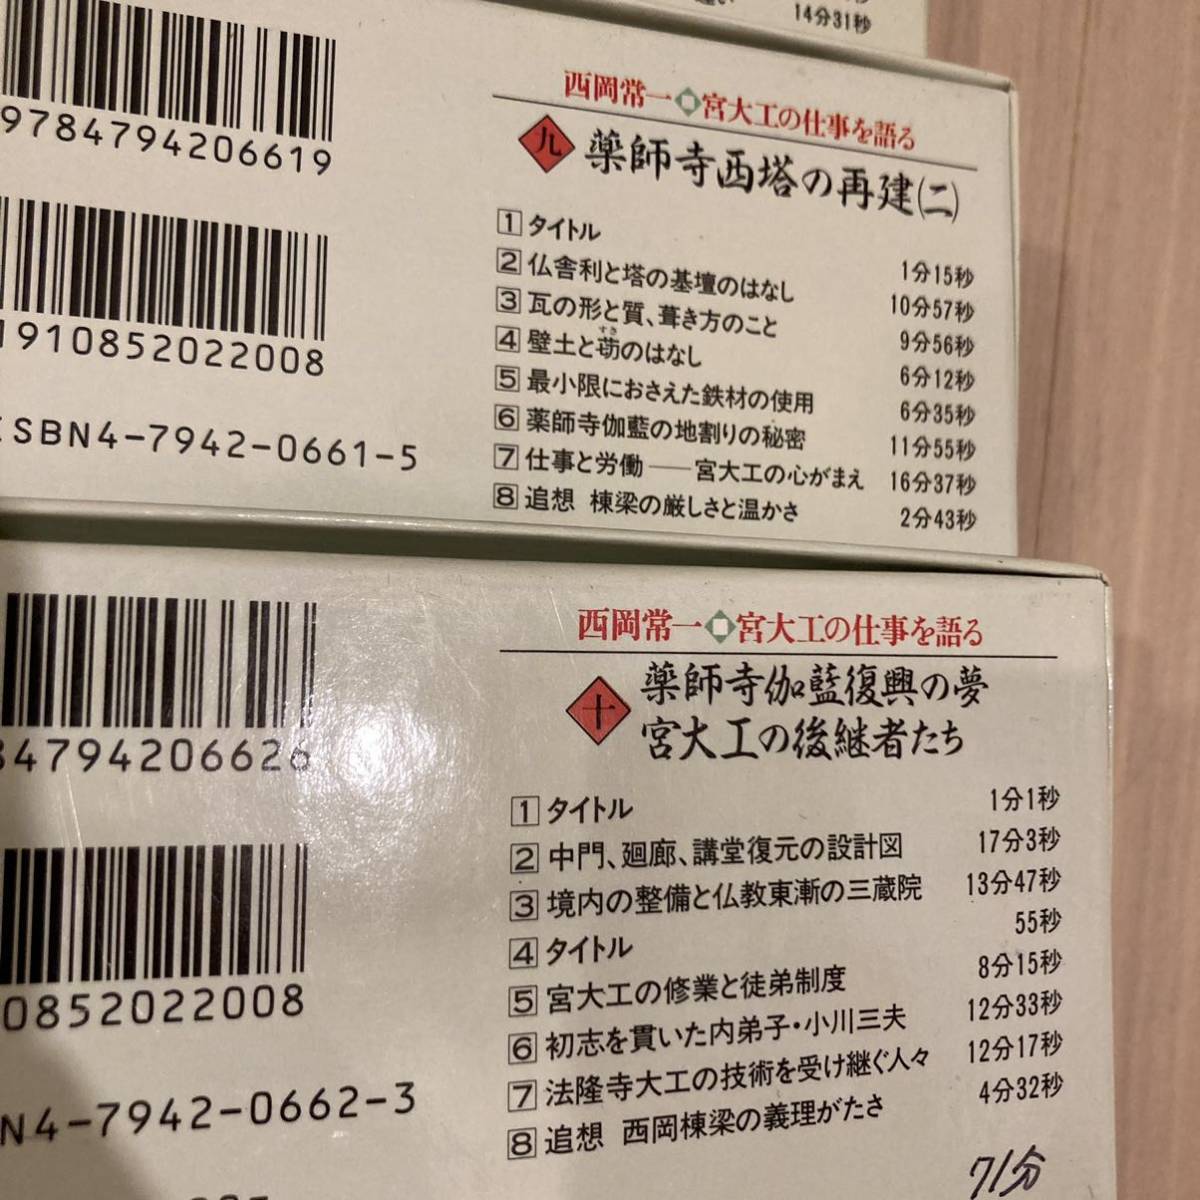 14分31秒
9784794206619
1910852022008
ISBN4-7942-0661-5
西岡常一 宮大工の仕事を語る
九 薬師寺西塔の再建(二)
1 タイトル 1分15秒
2 仏舎利と塔の基壇のはなし 10分57秒
3 瓦の形と質、葺き方のこと 9分56秒
4 壁土と苆のはなし 6分12秒
すさ
5 最小限におさえた鉄材の使用 6分35秒
6 薬師寺伽藍の地割りの秘密 11分55秒
7 仕事と労働――宮大工の心がまえ 16分37秒
8 追想 棟梁の厳しさと温かさ 2分43秒
84794206626
0852022008
N4-7942-0662-3
西岡常一 宮大工の仕事を語る
十 薬師寺伽藍復興の夢
宮大工の後継者たち
1 タイトル 1分1秒
2 中門、廻廊、講堂復元の設計図 17分3秒
3 境内の整備と仏教東漸の三蔵院 13分47秒
4 タイトル 55秒
5 宮大工の修業と徒弟制度 8分15秒
6 初志を貫いた内弟子・小川三夫 12分33秒
7 法隆寺大工の技術を受け継ぐ人々 12分17秒
8 追想 西岡棟梁の義理がたさ 4分32秒
71分